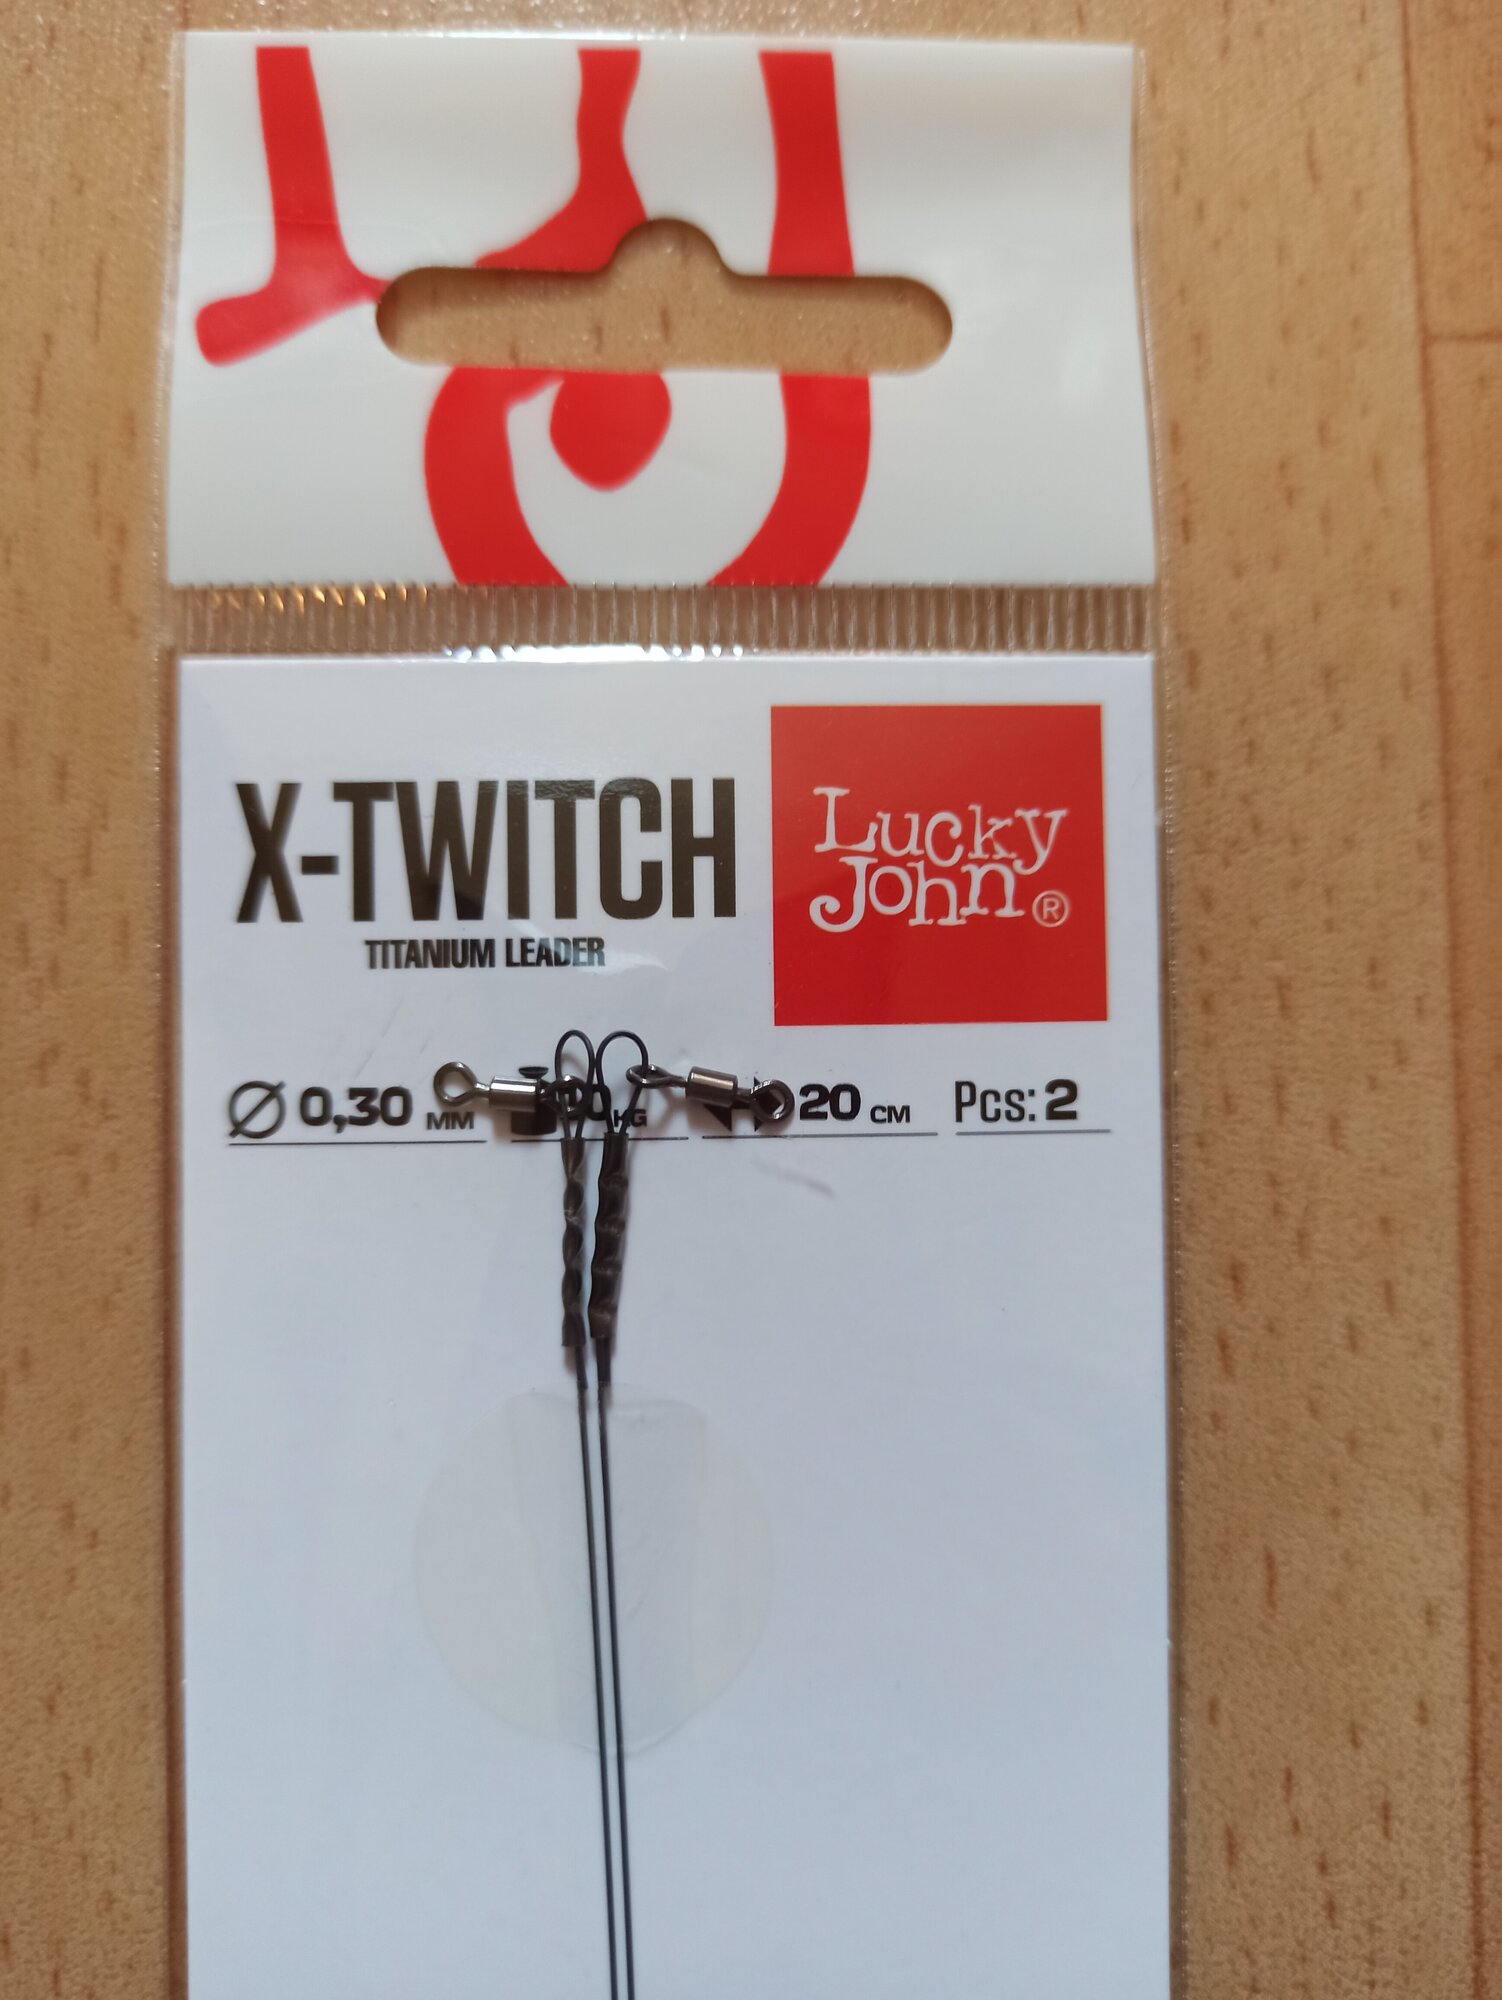 X-TWITCH
TITANIUM LEADER
Lucky
John ®
Ø 0,30 MM
KG
20 CM
Pcs: 2